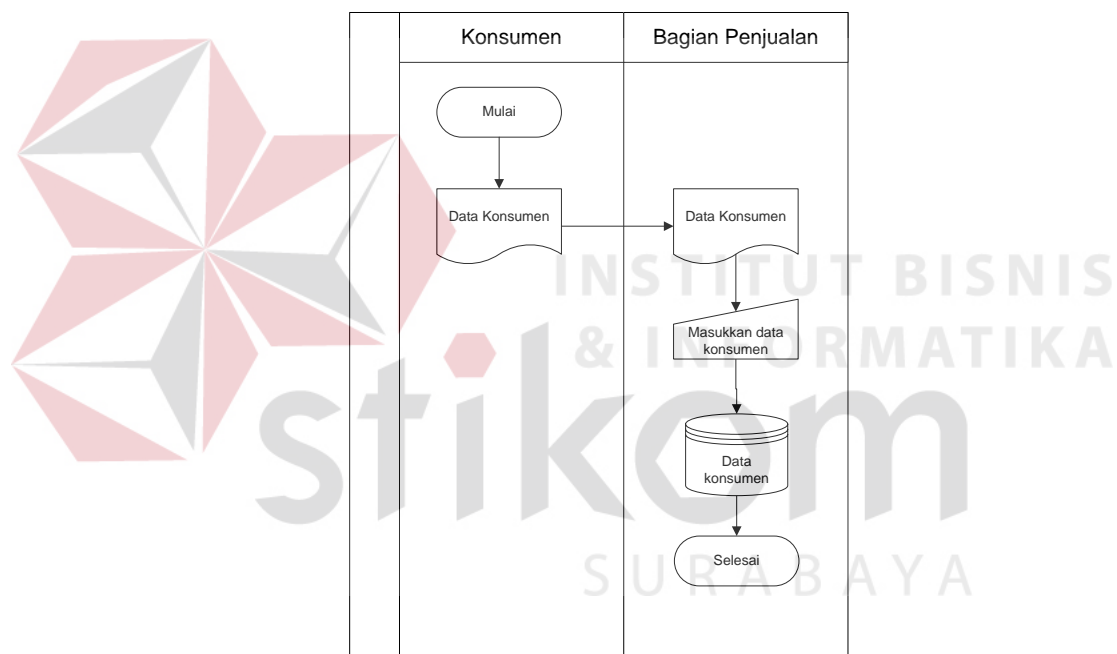 Konsumen
Bagian Penjualan
Mulai
Data Konsumen
Data Konsumen
Masukkan data
konsumen
Data
konsumen
Selesai
INSTITUT BISNIS
& INFORMATIKA
stikom
SURABAYA